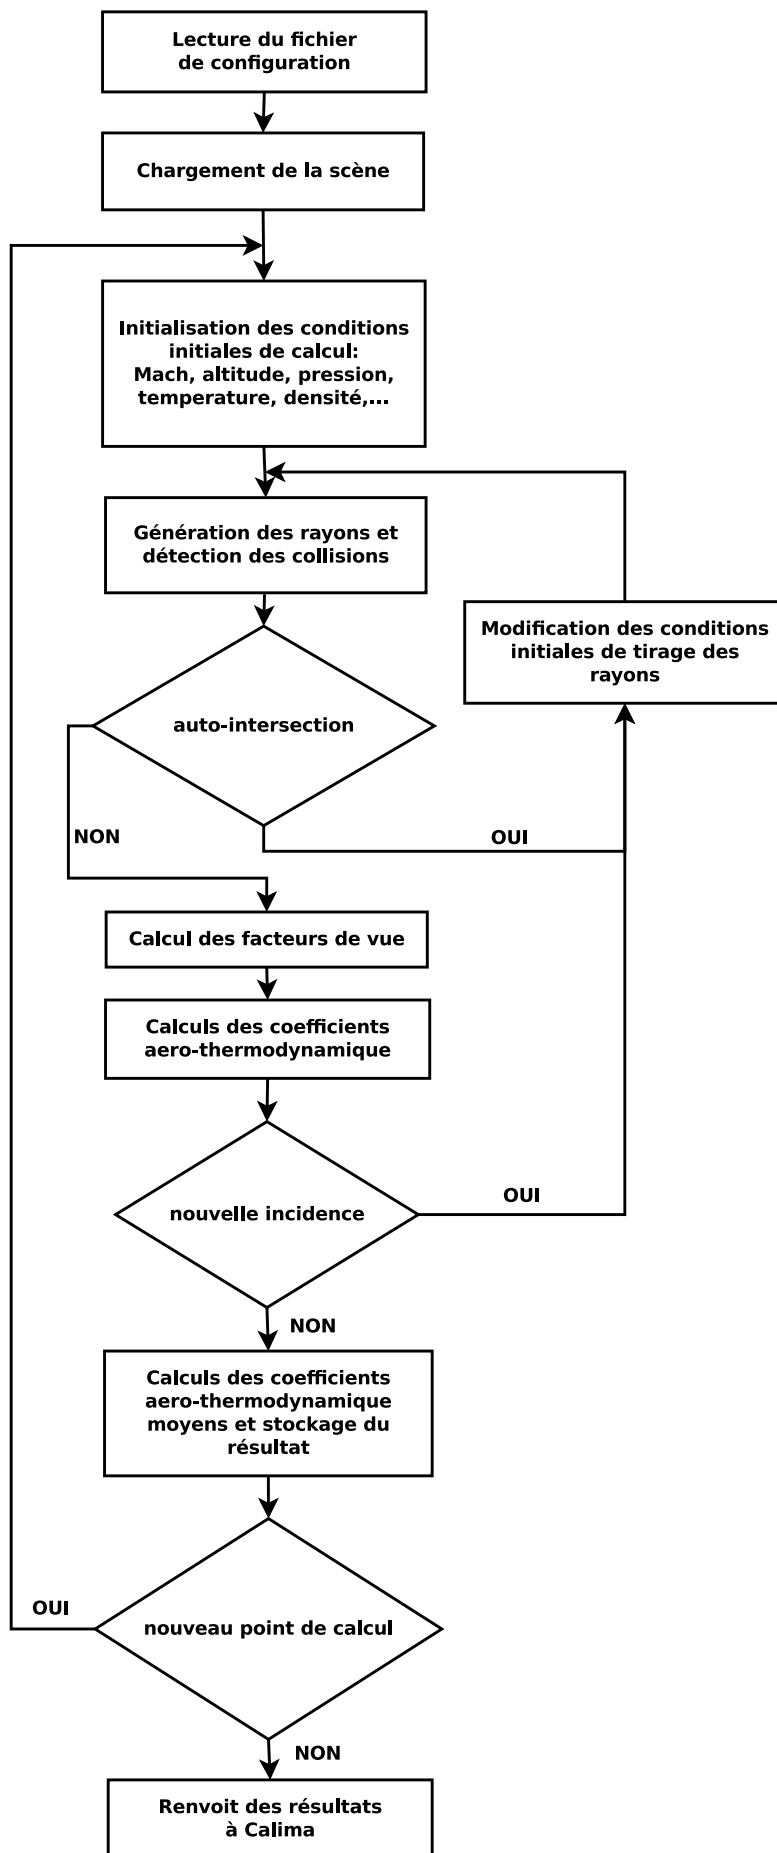 Lecture du fichier
de configuration
Chargement de la scène
Initialisation des conditions
initiales de calcul:
Mach, altitude, pression,
temperature, densité,...
Génération des rayons et
détection des collisions
Modification des conditions
initiales de tirage des
rayons
auto-intersection
NON
OUI
Calcul des facteurs de vue
Calculs des coefficients
aero-thermodynamique
nouvelle incidence
OUI
NON
Calculs des coefficients
aero-thermodynamique
moyens et stockage du
résultat
OUI
nouveau point de calcul
NON
Renvoit des résultats
à Calima